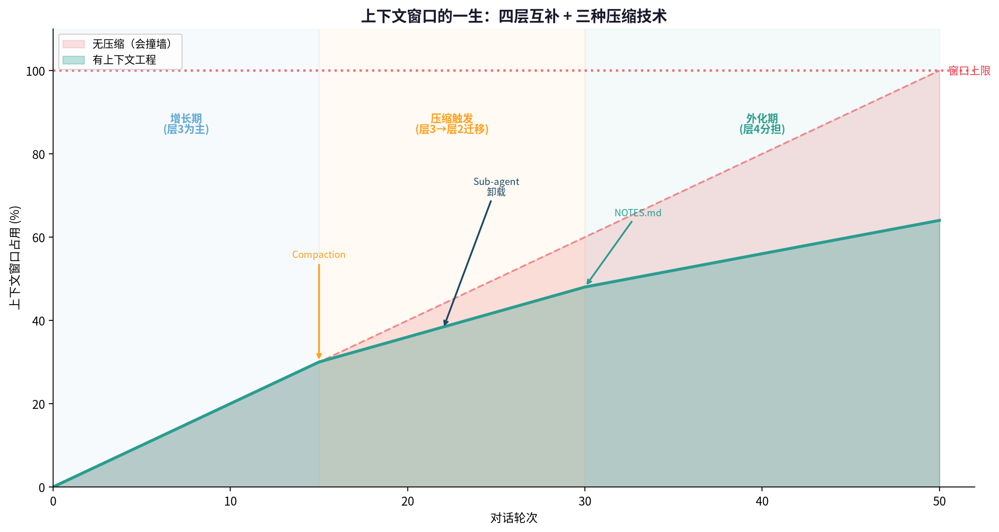 上下文窗口的一生：四层互补 + 三种压缩技术
无压缩（会撞墙）
有上下文工程
窗口上限
增长期
(层3为主)
压缩触发
(层3→层2迁移)
外化期
(层4分担)
Sub-agent
卸载
NOTES.md
Compaction
上下文窗口占用 (%)
100
80
60
40
20
0
0
10
20
30
40
50
对话轮次